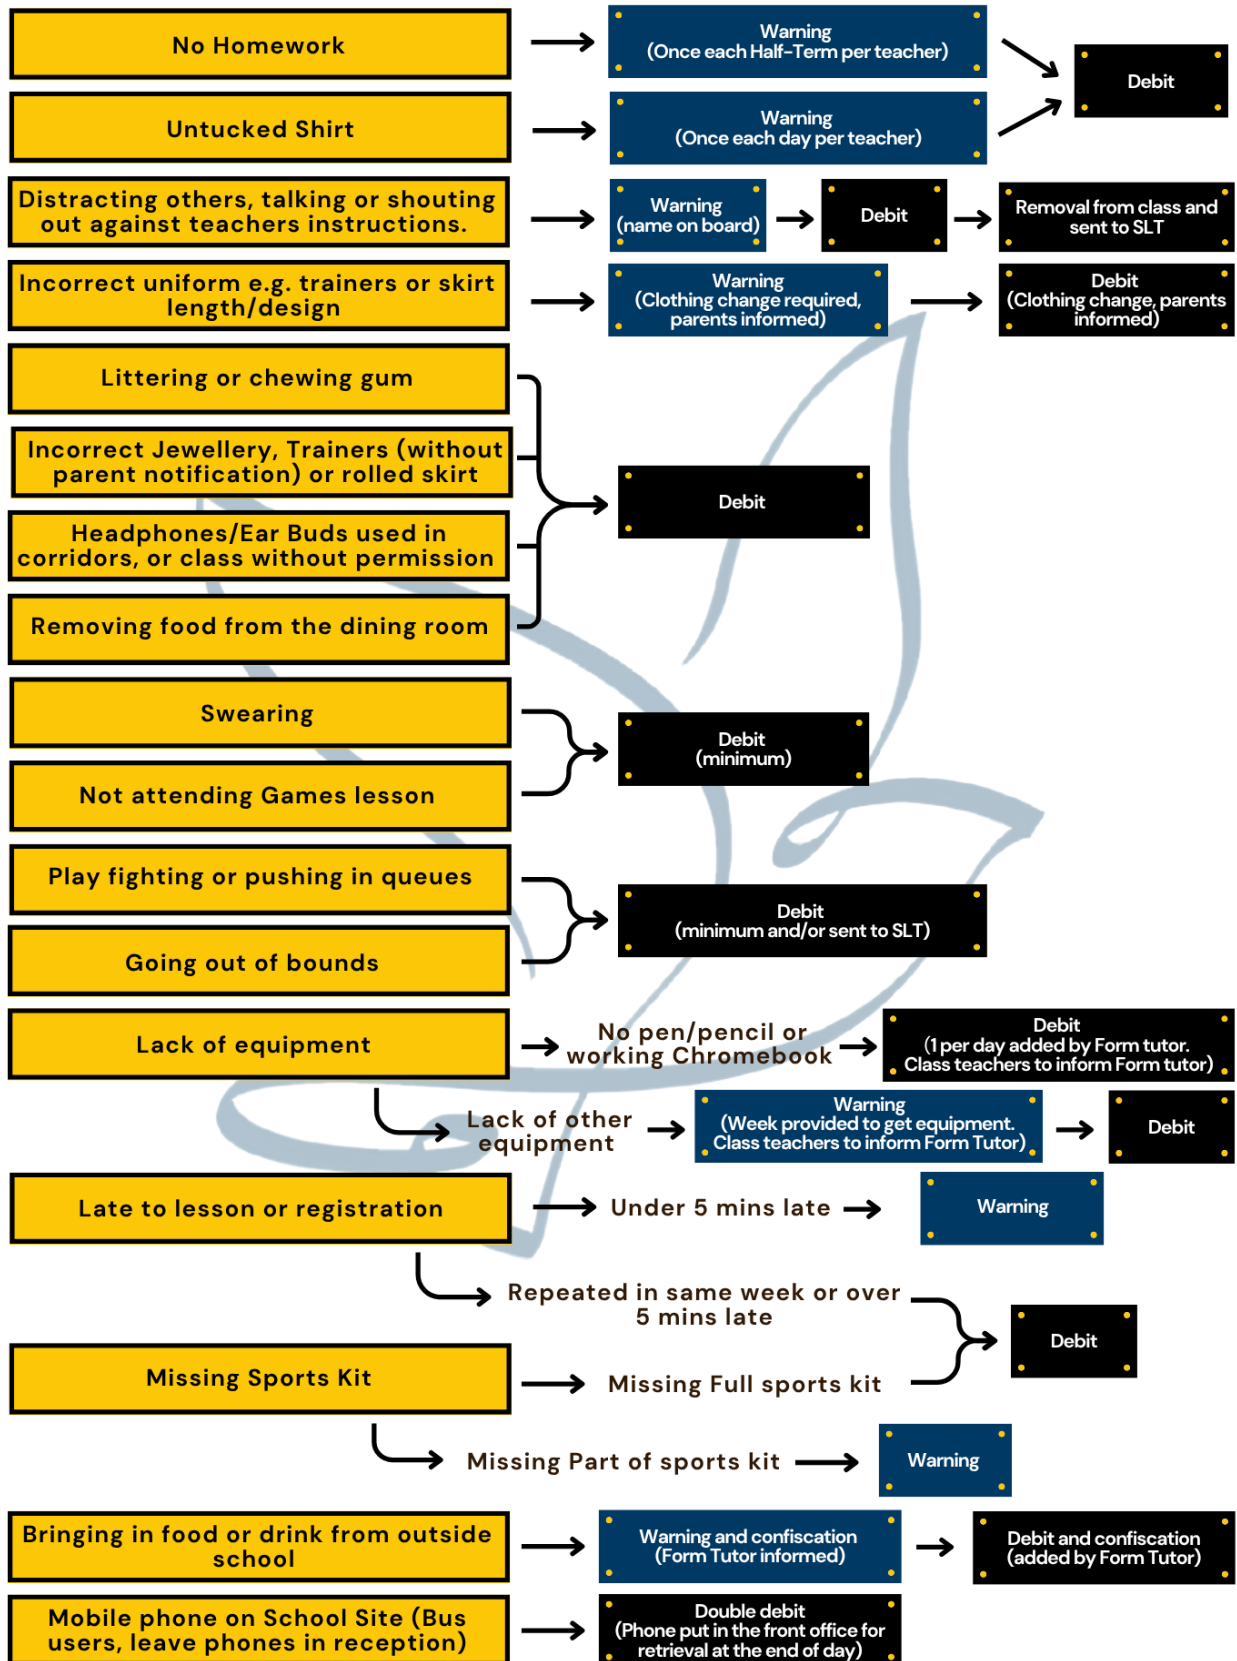 No Homework
Warning
(Once each Half-Term per teacher)
Debit
Untucked Shirt
Warning
(Once each day per teacher)
Distracting others, talking or shouting
out against teachers instructions.
Warning
(name on board)
Debit
Removal from class and
sent to SLT
Incorrect uniform e.g. trainers or skirt
length/design
Warning
(Clothing change required,
parents informed)
Debit
(Clothing change, parents
informed)
Littering or chewing gum
Incorrect Jewellery, Trainers (without
parent notification) or rolled skirt
Headphones/Ear Buds used in
corridors, or class without permission
Removing food from the dining room
Debit
Swearing
Not attending Games lesson
Debit
(minimum)
Play fighting or pushing in queues
Going out of bounds
Debit
(minimum and/or sent to SLT)
Lack of equipment
No pen/pencil or
working Chromebook
Debit
(1 per day added by Form tutor.
Class teachers to inform Form tutor)
Lack of other
equipment
Warning
(Week provided to get equipment.
Class teachers to inform Form Tutor)
Debit
Late to lesson or registration
Under 5 mins late
Warning
Repeated in same week or over
5 mins late
Debit
Missing Sports Kit
Missing Full sports kit
Missing Part of sports kit
Warning
Bringing in food or drink from outside
school
Warning and confiscation
(Form Tutor informed)
Debit and confiscation
(added by Form Tutor)
Mobile phone on School Site (Bus
users, leave phones in reception)
Double debit
(Phone put in the front office for
retrieval at the end of day)